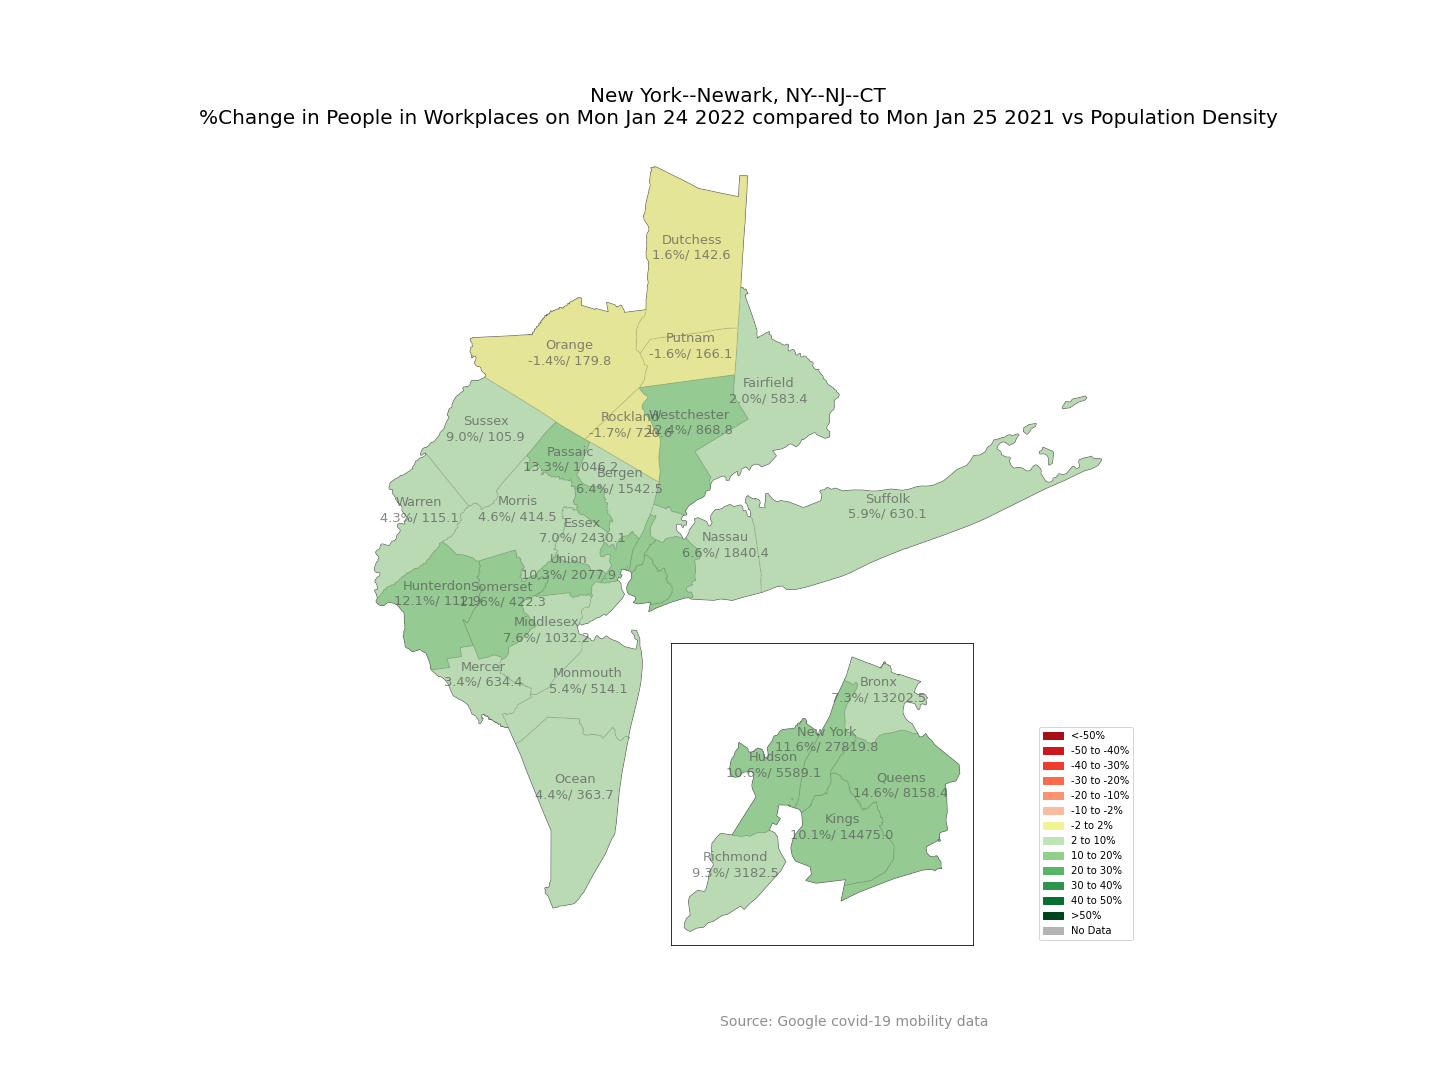 New York--Newark, NY--NJ--CT
%Change in People in Workplaces on Mon Jan 24 2022 compared to Mon Jan 25 2021 vs Population Density
Dutchess
1.6%/ 142.6
Putnam
-1.6%/ 166.1
Orange
-1.4%/ 179.8
Fairfield
2.0%/ 583.4
Rockland
-1.7%/ 720.6
Westchester
12.4%/ 868.8
Sussex
9.0%/ 105.9
Passaic
13.3%/ 1046.2
Bergen
6.4%/ 1542.5
Warren
4.3%/ 115.1
Morris
4.6%/ 414.5
Essex
7.0%/ 2430.1
Suffolk
5.9%/ 630.1
Nassau
6.6%/ 1840.4
Union
10.3%/ 2077.9
Hunterdon
12.1%/ 112.9
Somerset
11.6%/ 422.3
Middlesex
7.6%/ 1032.2
Mercer
3.4%/ 634.4
Monmouth
5.4%/ 514.1
Ocean
4.4%/ 363.7
Bronx
7.3%/ 13202.5
New York
11.6%/ 27819.8
Hudson
10.6%/ 5589.1
Queens
14.6%/ 8158.4
Kings
10.1%/ 14475.0
Richmond
9.3%/ 3182.5
<-50%
-50 to -40%
-40 to -30%
-30 to -20%
-20 to -10%
-10 to -2%
-2 to 2%
2 to 10%
10 to 20%
20 to 30%
30 to 40%
40 to 50%
>50%
No Data
Source: Google covid-19 mobility data